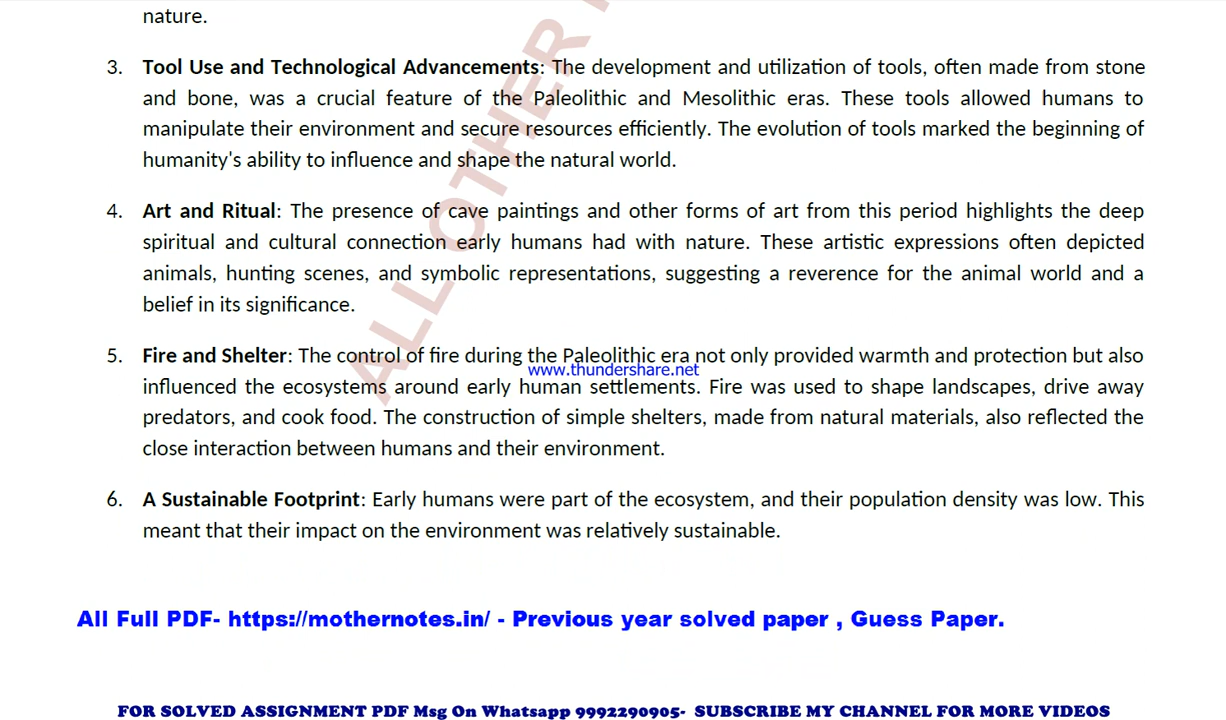 nature.
3. Tool Use and Technological Advancements: The development and utilization of tools, often made from stone
and bone, was a crucial feature of the Paleolithic and Mesolithic eras. These tools allowed humans to
manipulate their environment and secure resources efficiently. The evolution of tools marked the beginning of
humanity's ability to influence and shape the natural world.
4. Art and Ritual: The presence of cave paintings and other forms of art from this period highlights the deep
spiritual and cultural connection early humans had with nature. These artistic expressions often depicted
animals, hunting scenes, and symbolic representations, suggesting a reverence for the animal world and a
belief in its significance.
5. Fire and Shelter: The control of fire during the Paleolithic era not only provided warmth and protection but also
www.thundershare.net
influenced the ecosystems around early human settlements. Fire was used to shape landscapes, drive away
predators, and cook food. The construction of simple shelters, made from natural materials, also reflected the
close interaction between humans and their environment.
6. A Sustainable Footprint: Early humans were part of the ecosystem, and their population density was low. This
meant that their impact on the environment was relatively sustainable.
ALL OTHER
All Full PDF- https://mothernotes.in/ - Previous year solved paper , Guess Paper.
FOR SOLVED ASSIGNMENT PDF Msg On Whatsapp 9992290905- SUBSCRIBE MY CHANNEL FOR MORE VIDEOS